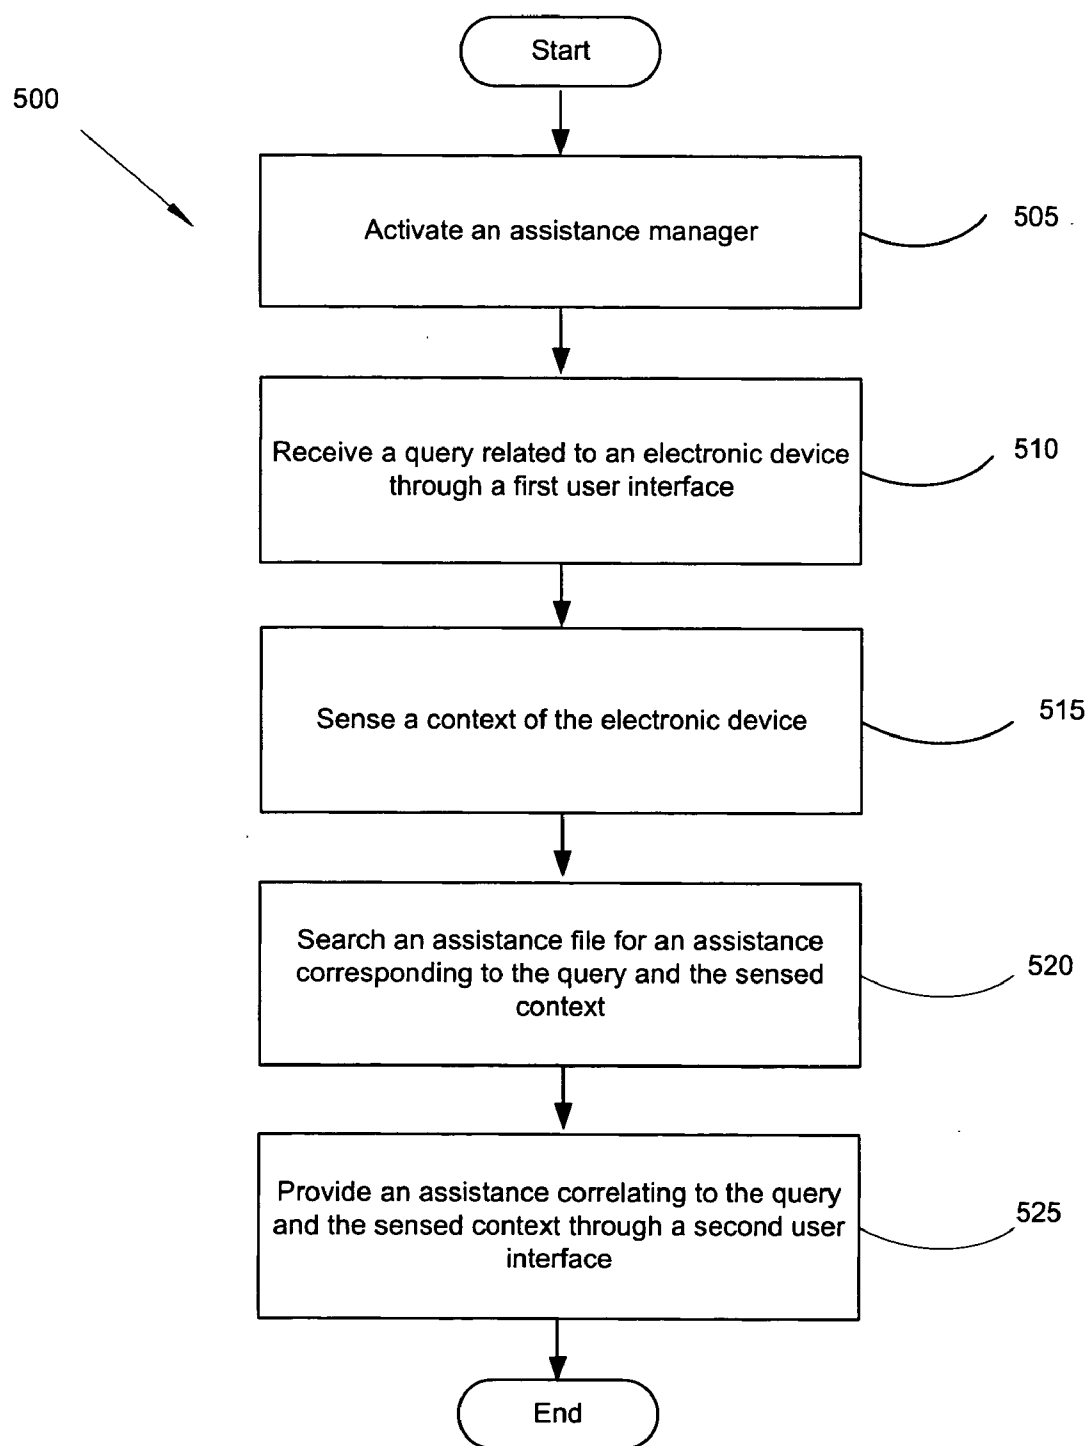 Start
500
Activate an assistance manager
505
Receive a query related to an electronic device
through a first user interface
510
Sense a context of the electronic device
515
Search an assistance file for an assistance
corresponding to the query and the sensed
context
520
Provide an assistance correlating to the query
and the sensed context through a second user
interface
525
End